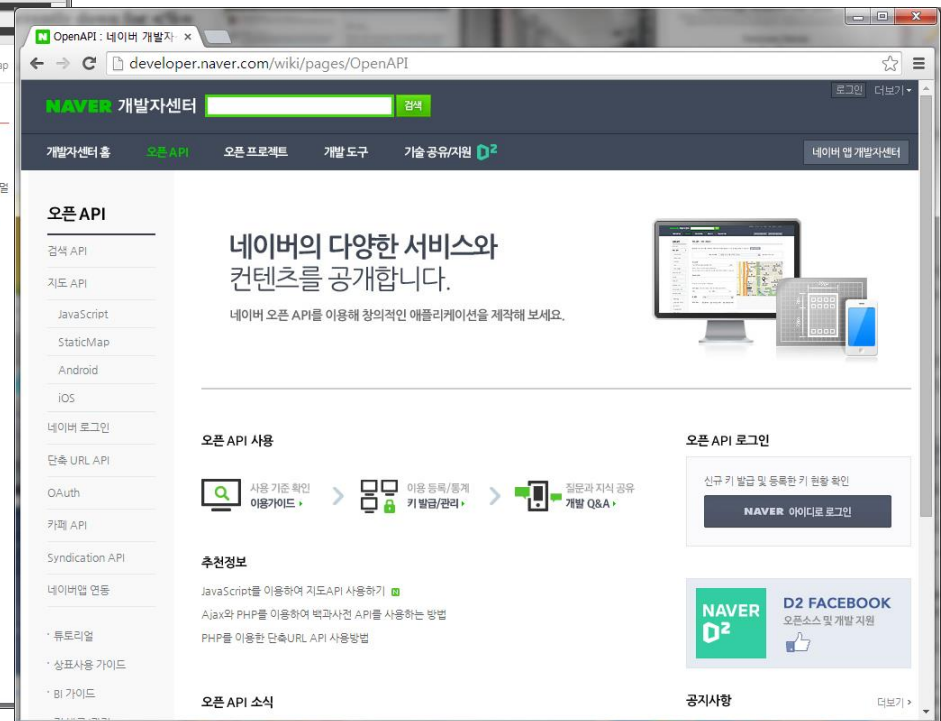 OpenAPI : 네이버 개발자
developer.naver.com/wiki/pages/OpenAPI
로그인 더보기
NAVER 개발자센터 검색
개발자센터 홈 오픈 API 오픈 프로젝트 개발 도구 기술 공유/지원 D2 네이버 앱 개발자센터
오픈 API
검색 API
지도 API
JavaScript
StaticMap
Android
iOS
네이버 로그인
단축 URL API
OAuth
카페 API
Syndication API
네이버앱 연동
· 튜토리얼
· 상표사용 가이드
· BI 가이드
네이버의 다양한 서비스와
컨텐츠를 공개합니다.
네이버 오픈 API를 이용해 창의적인 애플리케이션을 제작해 보세요.
오픈 API 사용
사용 기준 확인
이용가이드
이용 등록/통계
키 발급/관리
질문과 지식 공유
개발 Q&A
추천정보
JavaScript를 이용하여 지도API 사용하기 N
Ajax와 PHP를 이용하여 백과사전 API를 사용하는 방법
PHP를 이용한 단축URL API 사용방법
오픈 API 소식
오픈 API 로그인
신규 키 발급 및 등록한 키 현황 확인
NAVER 아이디로 로그인
NAVER
D2
D2 FACEBOOK
오픈소스 및 개발 지원
공지사항 더보기